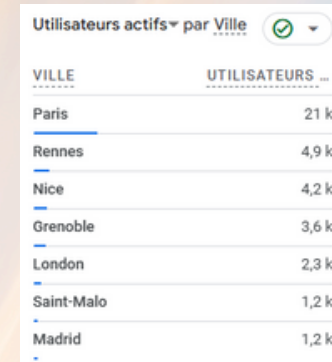 Utilisateurs actifs par Ville
VILLE UTILISATEURS ...
Paris 21 k
Rennes 4,9 k
Nice 4,2 k
Grenoble 3,6 k
London 2,3 k
Saint-Malo 1,2 k
Madrid 1,2 k